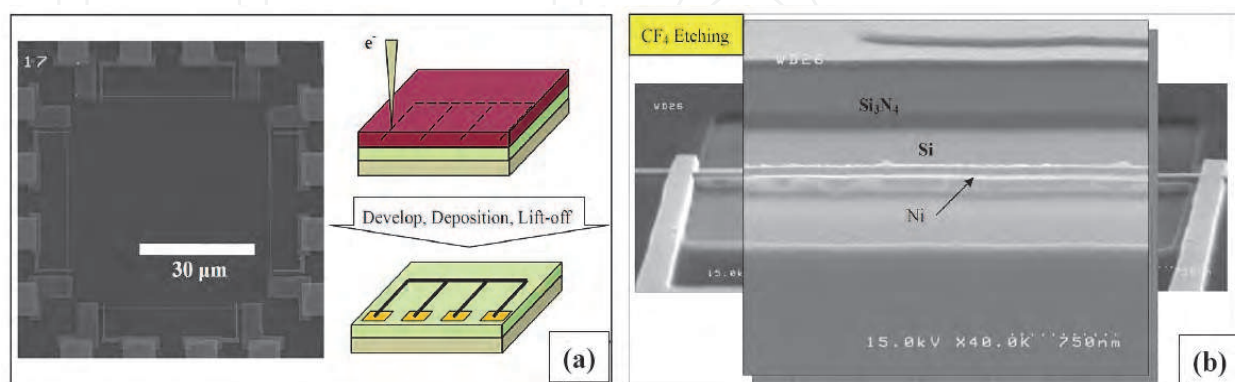 17
30 µm
e⁻
Develop, Deposition, Lift-off
(a)
CF₄ Etching
WD26
WD26
Si₃N₄
Si
Ni
15.0k
15.0kV X40.0K 750nm
(b)